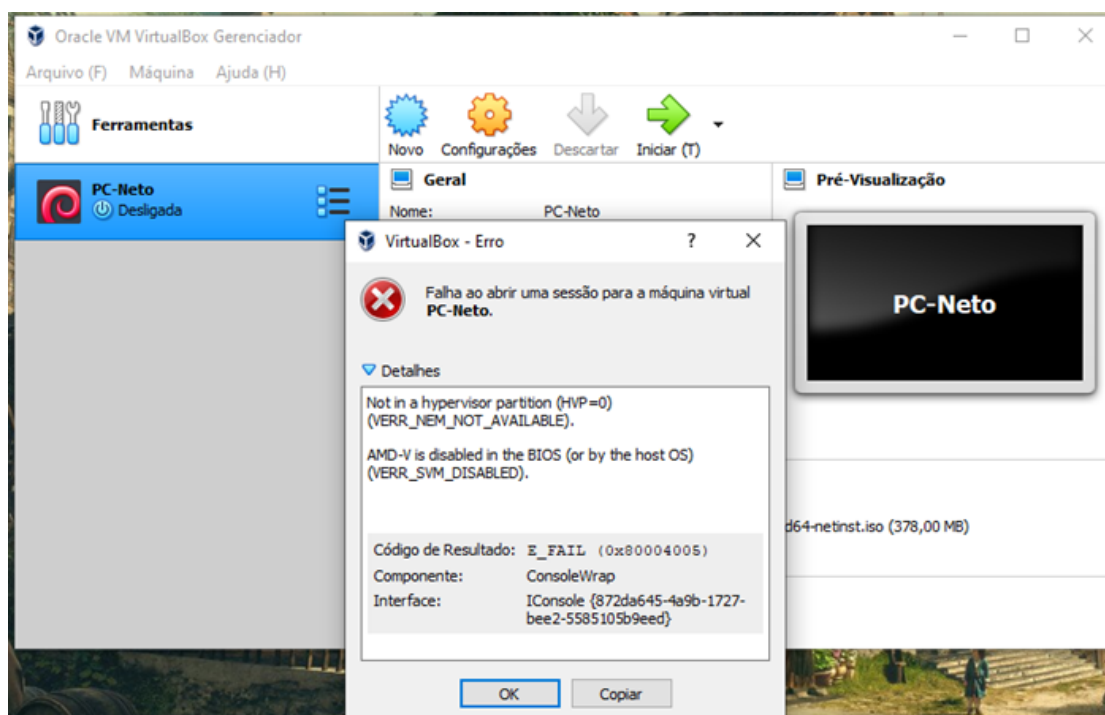 Oracle VM VirtualBox Gerenciador
Arquivo (F) Máquina Ajuda (H)
Ferramentas
Novo Configurações Descartar Iniciar (T)
PC-Neto
Desligada
Geral
Nome: PC-Neto
Pré-Visualização
PC-Neto
d64-netinst.iso (378,00 MB)
VirtualBox - Erro
?
Falha ao abrir uma sessão para a máquina virtual
PC-Neto.
Detalhes
Not in a hypervisor partition (HVP=0)
(VERR_NEM_NOT_AVAILABLE).
AMD-V is disabled in the BIOS (or by the host OS)
(VERR_SVM_DISABLED).
Código de Resultado: E_FAIL (0x80004005)
Componente: ConsoleWrap
Interface: IConsole {872da645-4a9b-1727-
bee2-5585105b9eed}
OK Copiar